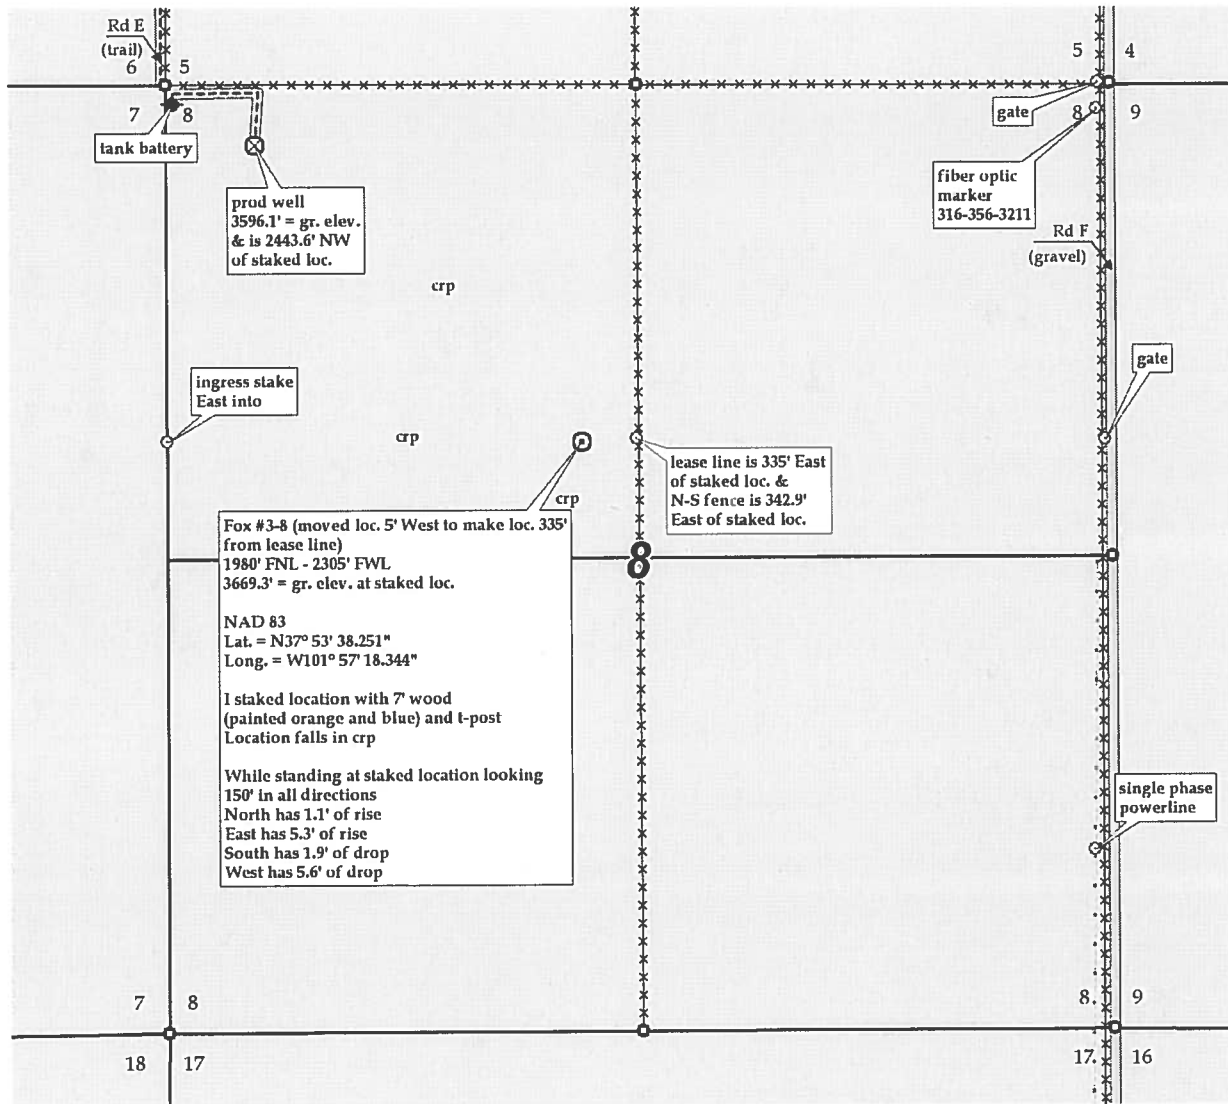 Rd E
(trail)
6 5
5 4
7 8
8 9
gate
tank battery
prod well
3596.1' = gr. elev.
& is 2443.6' NW
of staked loc.
fiber optic
marker
316-356-3211
Rd F
(gravel)
crp
gate
ingress stake
East into
crp
lease line is 335' East
of staked loc. &
N-S fence is 342.9'
East of staked loc.
crp
Fox #3-8 (moved loc. 5' West to make loc. 335'
from lease line)
1980' FNL - 2305' FWL
3669.3' = gr. elev. at staked loc.
NAD 83
Lat. = N37° 53' 38.251"
Long. = W101° 57' 18.344"
I staked location with 7' wood
(painted orange and blue) and t-post
Location falls in crp
While standing at staked location looking
150' in all directions
North has 1.1' of rise
East has 5.3' of rise
South has 1.9' of drop
West has 5.6' of drop
8
single phase
powerline
7 8
8 9
18 17
17 16